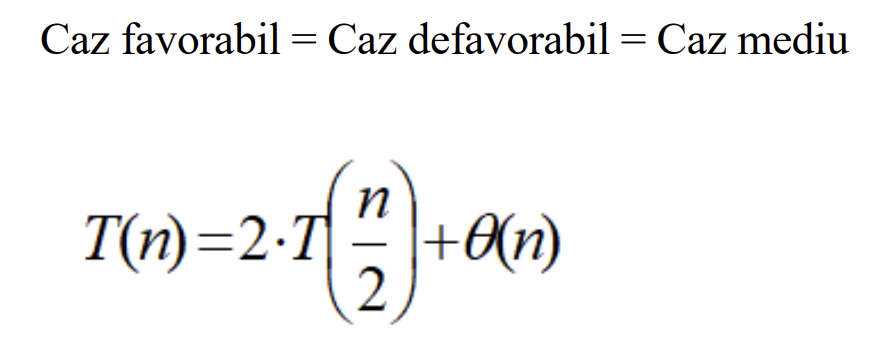 Caz favorabil = Caz defavorabil = Caz mediu
T(n)=2·T(n/2)+θ(n)